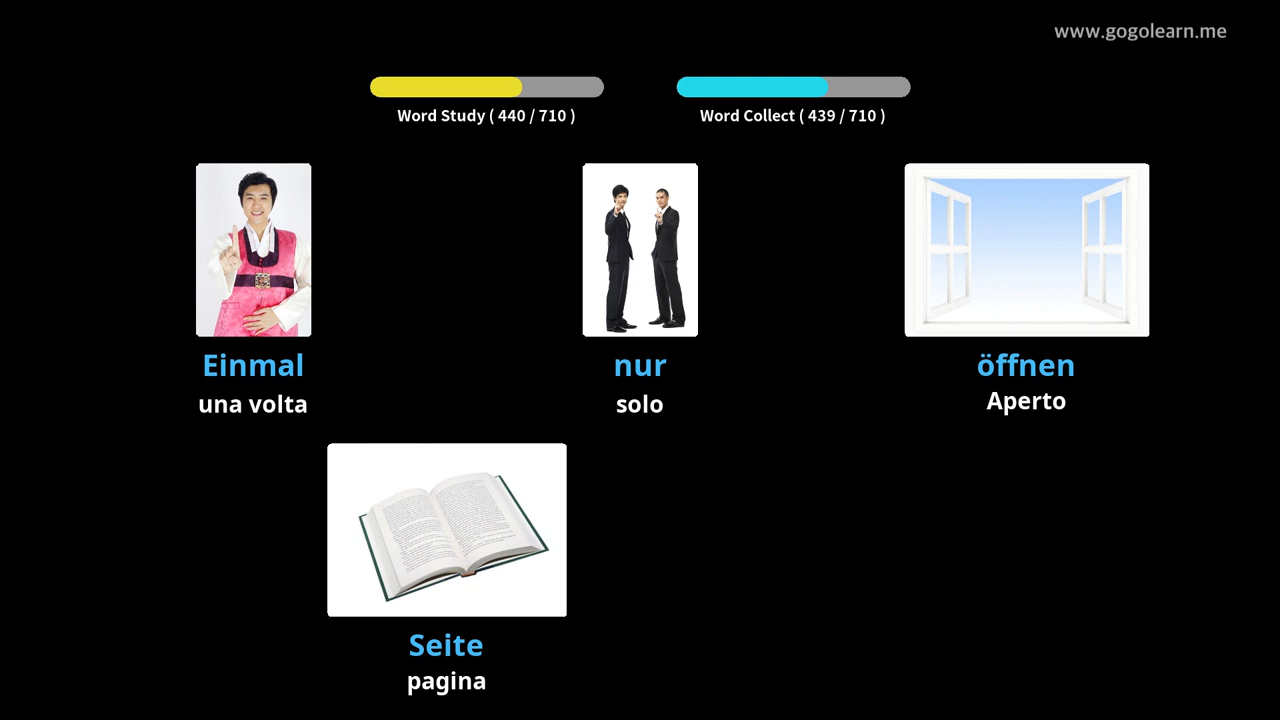 www.gogolearn.me
Word Study ( 440 / 710 )
Word Collect ( 439 / 710 )
Einmal
una volta
nur
solo
öffnen
Aperto
Seite
pagina